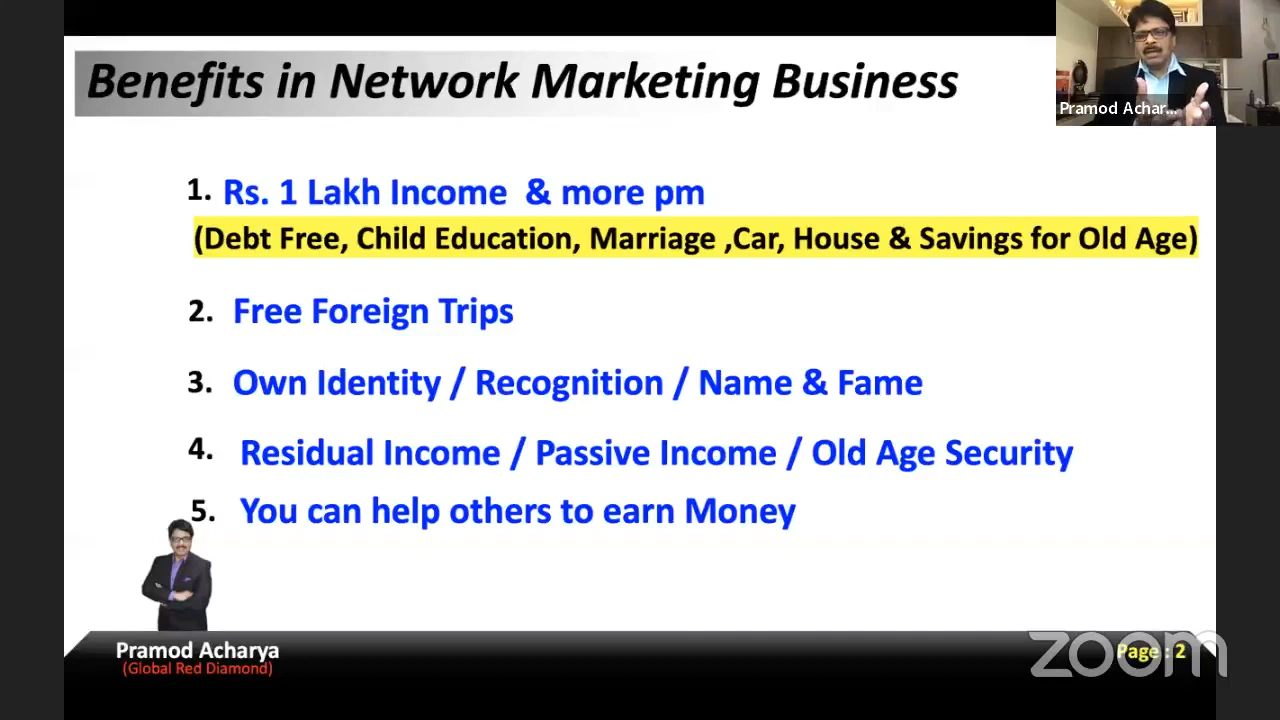 Benefits in Network Marketing Business
Pramod Achar...
1. Rs. 1 Lakh Income & more pm
(Debt Free, Child Education, Marriage ,Car, House & Savings for Old Age)
2. Free Foreign Trips
3. Own Identity / Recognition / Name & Fame
4. Residual Income / Passive Income / Old Age Security
5. You can help others to earn Money
Pramod Acharya
(Global Red Diamond)
Page : 2
zoom